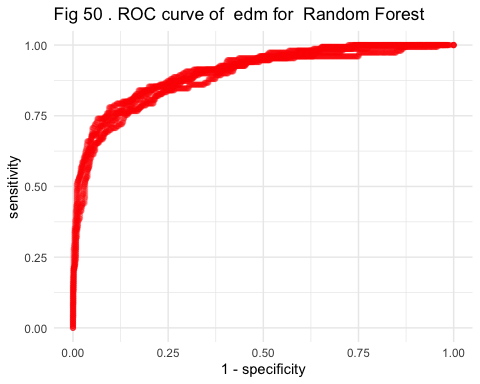 Fig 50 . ROC curve of  edm for  Random Forest
1.00
0.75
0.50
0.25
0.00
sensitivity
0.00 0.25 0.50 0.75 1.00
1 - specificity